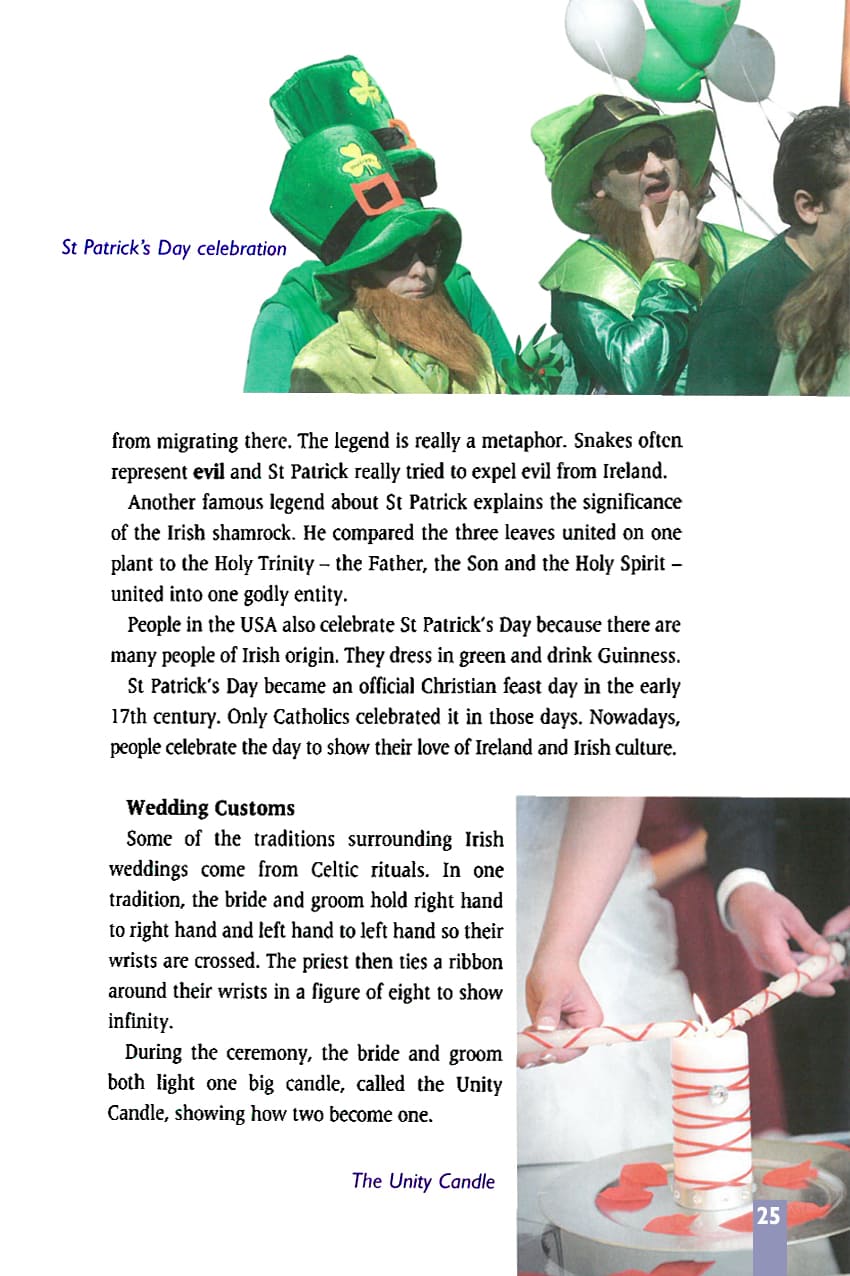 St Patrick's Day celebration
from migrating there. The legend is really a metaphor. Snakes often
represent evil and St Patrick really tried to expel evil from Ireland.
Another famous legend about St Patrick explains the significance
of the Irish shamrock. He compared the three leaves united on one
plant to the Holy Trinity – the Father, the Son and the Holy Spirit –
united into one godly entity.
People in the USA also celebrate St Patrick's Day because there are
many people of Irish origin. They dress in green and drink Guinness.
St Patrick's Day became an official Christian feast day in the early
17th century. Only Catholics celebrated it in those days. Nowadays,
people celebrate the day to show their love of Ireland and Irish culture.
Wedding Customs
Some of the traditions surrounding Irish
weddings come from Celtic rituals. In one
tradition, the bride and groom hold right hand
to right hand and left hand to left hand so their
wrists are crossed. The priest then ties a ribbon
around their wrists in a figure of eight to show
infinity.
During the ceremony, the bride and groom
both light one big candle, called the Unity
Candle, showing how two become one.
The Unity Candle
25